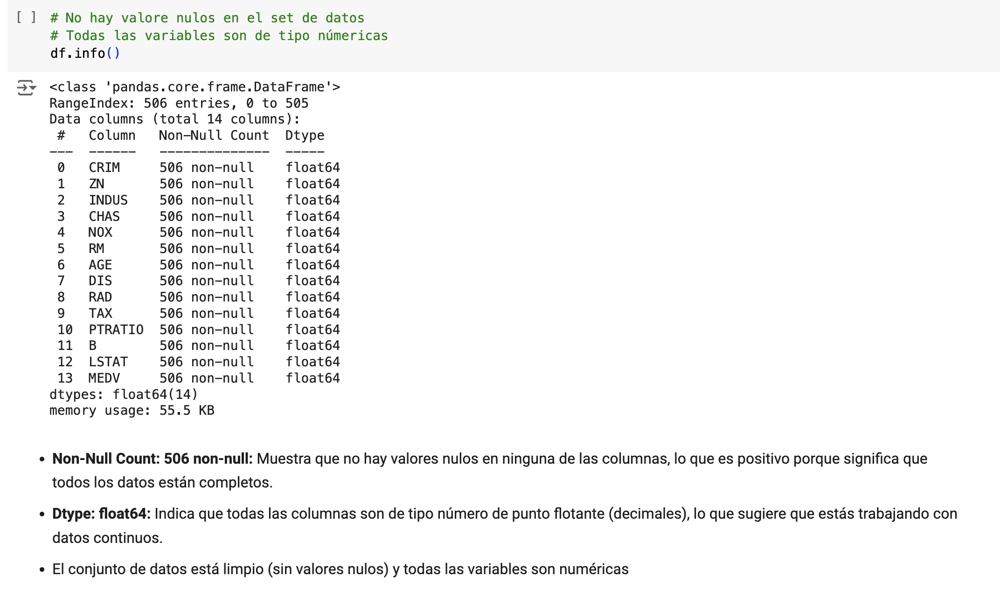 [ ] # No hay valore nulos en el set de datos
# Todas las variables son de tipo númericas
df.info()
<class 'pandas.core.frame.DataFrame'>
RangeIndex: 506 entries, 0 to 505
Data columns (total 14 columns):
 #   Column   Non-Null Count  Dtype
---  ------   --------------  -----
 0   CRIM     506 non-null    float64
 1   ZN       506 non-null    float64
 2   INDUS    506 non-null    float64
 3   CHAS     506 non-null    float64
 4   NOX      506 non-null    float64
 5   RM       506 non-null    float64
 6   AGE      506 non-null    float64
 7   DIS      506 non-null    float64
 8   RAD      506 non-null    float64
 9   TAX      506 non-null    float64
 10  PTRATIO  506 non-null    float64
 11  B        506 non-null    float64
 12  LSTAT    506 non-null    float64
 13  MEDV     506 non-null    float64
dtypes: float64(14)
memory usage: 55.5 KB
• Non-Null Count: 506 non-null: Muestra que no hay valores nulos en ninguna de las columnas, lo que es positivo porque significa que
todos los datos están completos.
• Dtype: float64: Indica que todas las columnas son de tipo número de punto flotante (decimales), lo que sugiere que estás trabajando con
datos continuos.
• El conjunto de datos está limpio (sin valores nulos) y todas las variables son numéricas